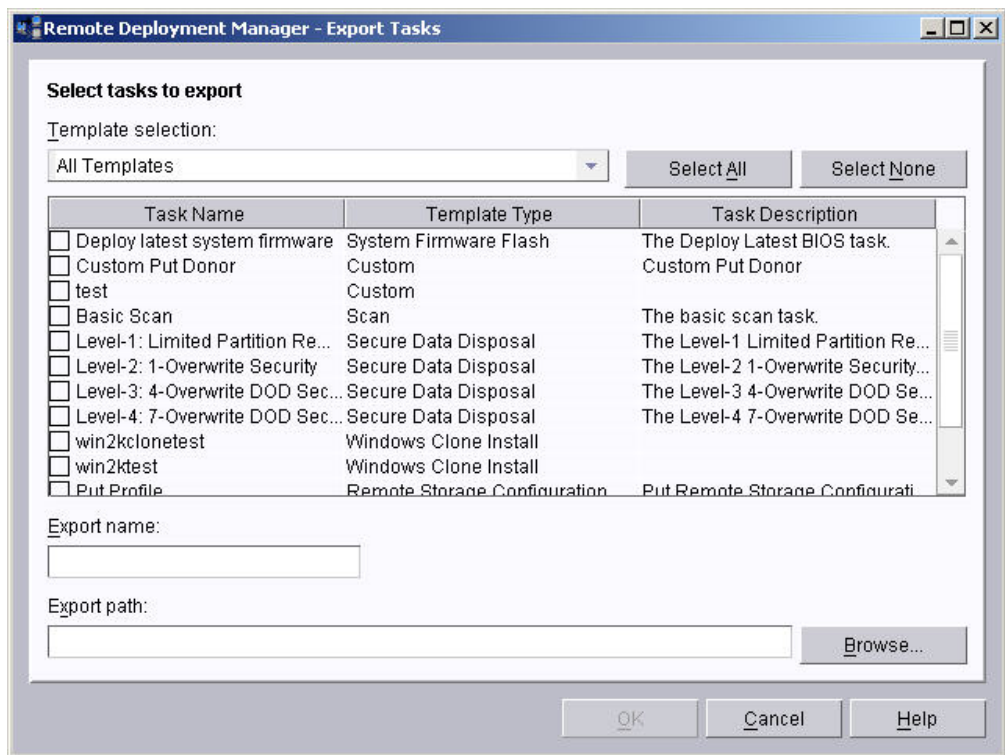 Remote Deployment Manager - Export Tasks
Select tasks to export
Template selection:
All Templates
Select All
Select None
Task Name Template Type Task Description
Deploy latest system firmware System Firmware Flash The Deploy Latest BIOS task.
Custom Put Donor Custom Custom Put Donor
test Custom
Basic Scan Scan The basic scan task.
Level-1: Limited Partition Re... Secure Data Disposal The Level-1 Limited Partition Re...
Level-2: 1-Overwrite Security Secure Data Disposal The Level-2 1-Overwrite Security...
Level-3: 4-Overwrite DOD Sec... Secure Data Disposal The Level-3 4-Overwrite DOD Se...
Level-4: 7-Overwrite DOD Sec... Secure Data Disposal The Level-4 7-Overwrite DOD Se...
win2kclonetest Windows Clone Install
win2ktest Windows Clone Install
Put Profile Remote Storage Configuration Put Remote Storage Configurati...
Export name:
Export path:
Browse...
OK Cancel Help